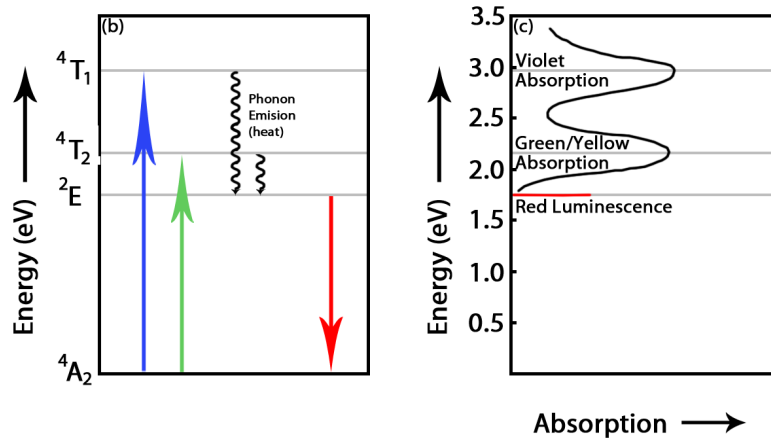 (b)
⁴T₁
Phonon
Emision
(heat)
⁴T₂
²E
⁴A₂
Energy (eV)
(c)
3.5
3.0
2.5
2.0
1.5
1.0
0.5
Violet
Absorption
Green/Yellow
Absorption
Red Luminescence
Energy (eV)
Absorption